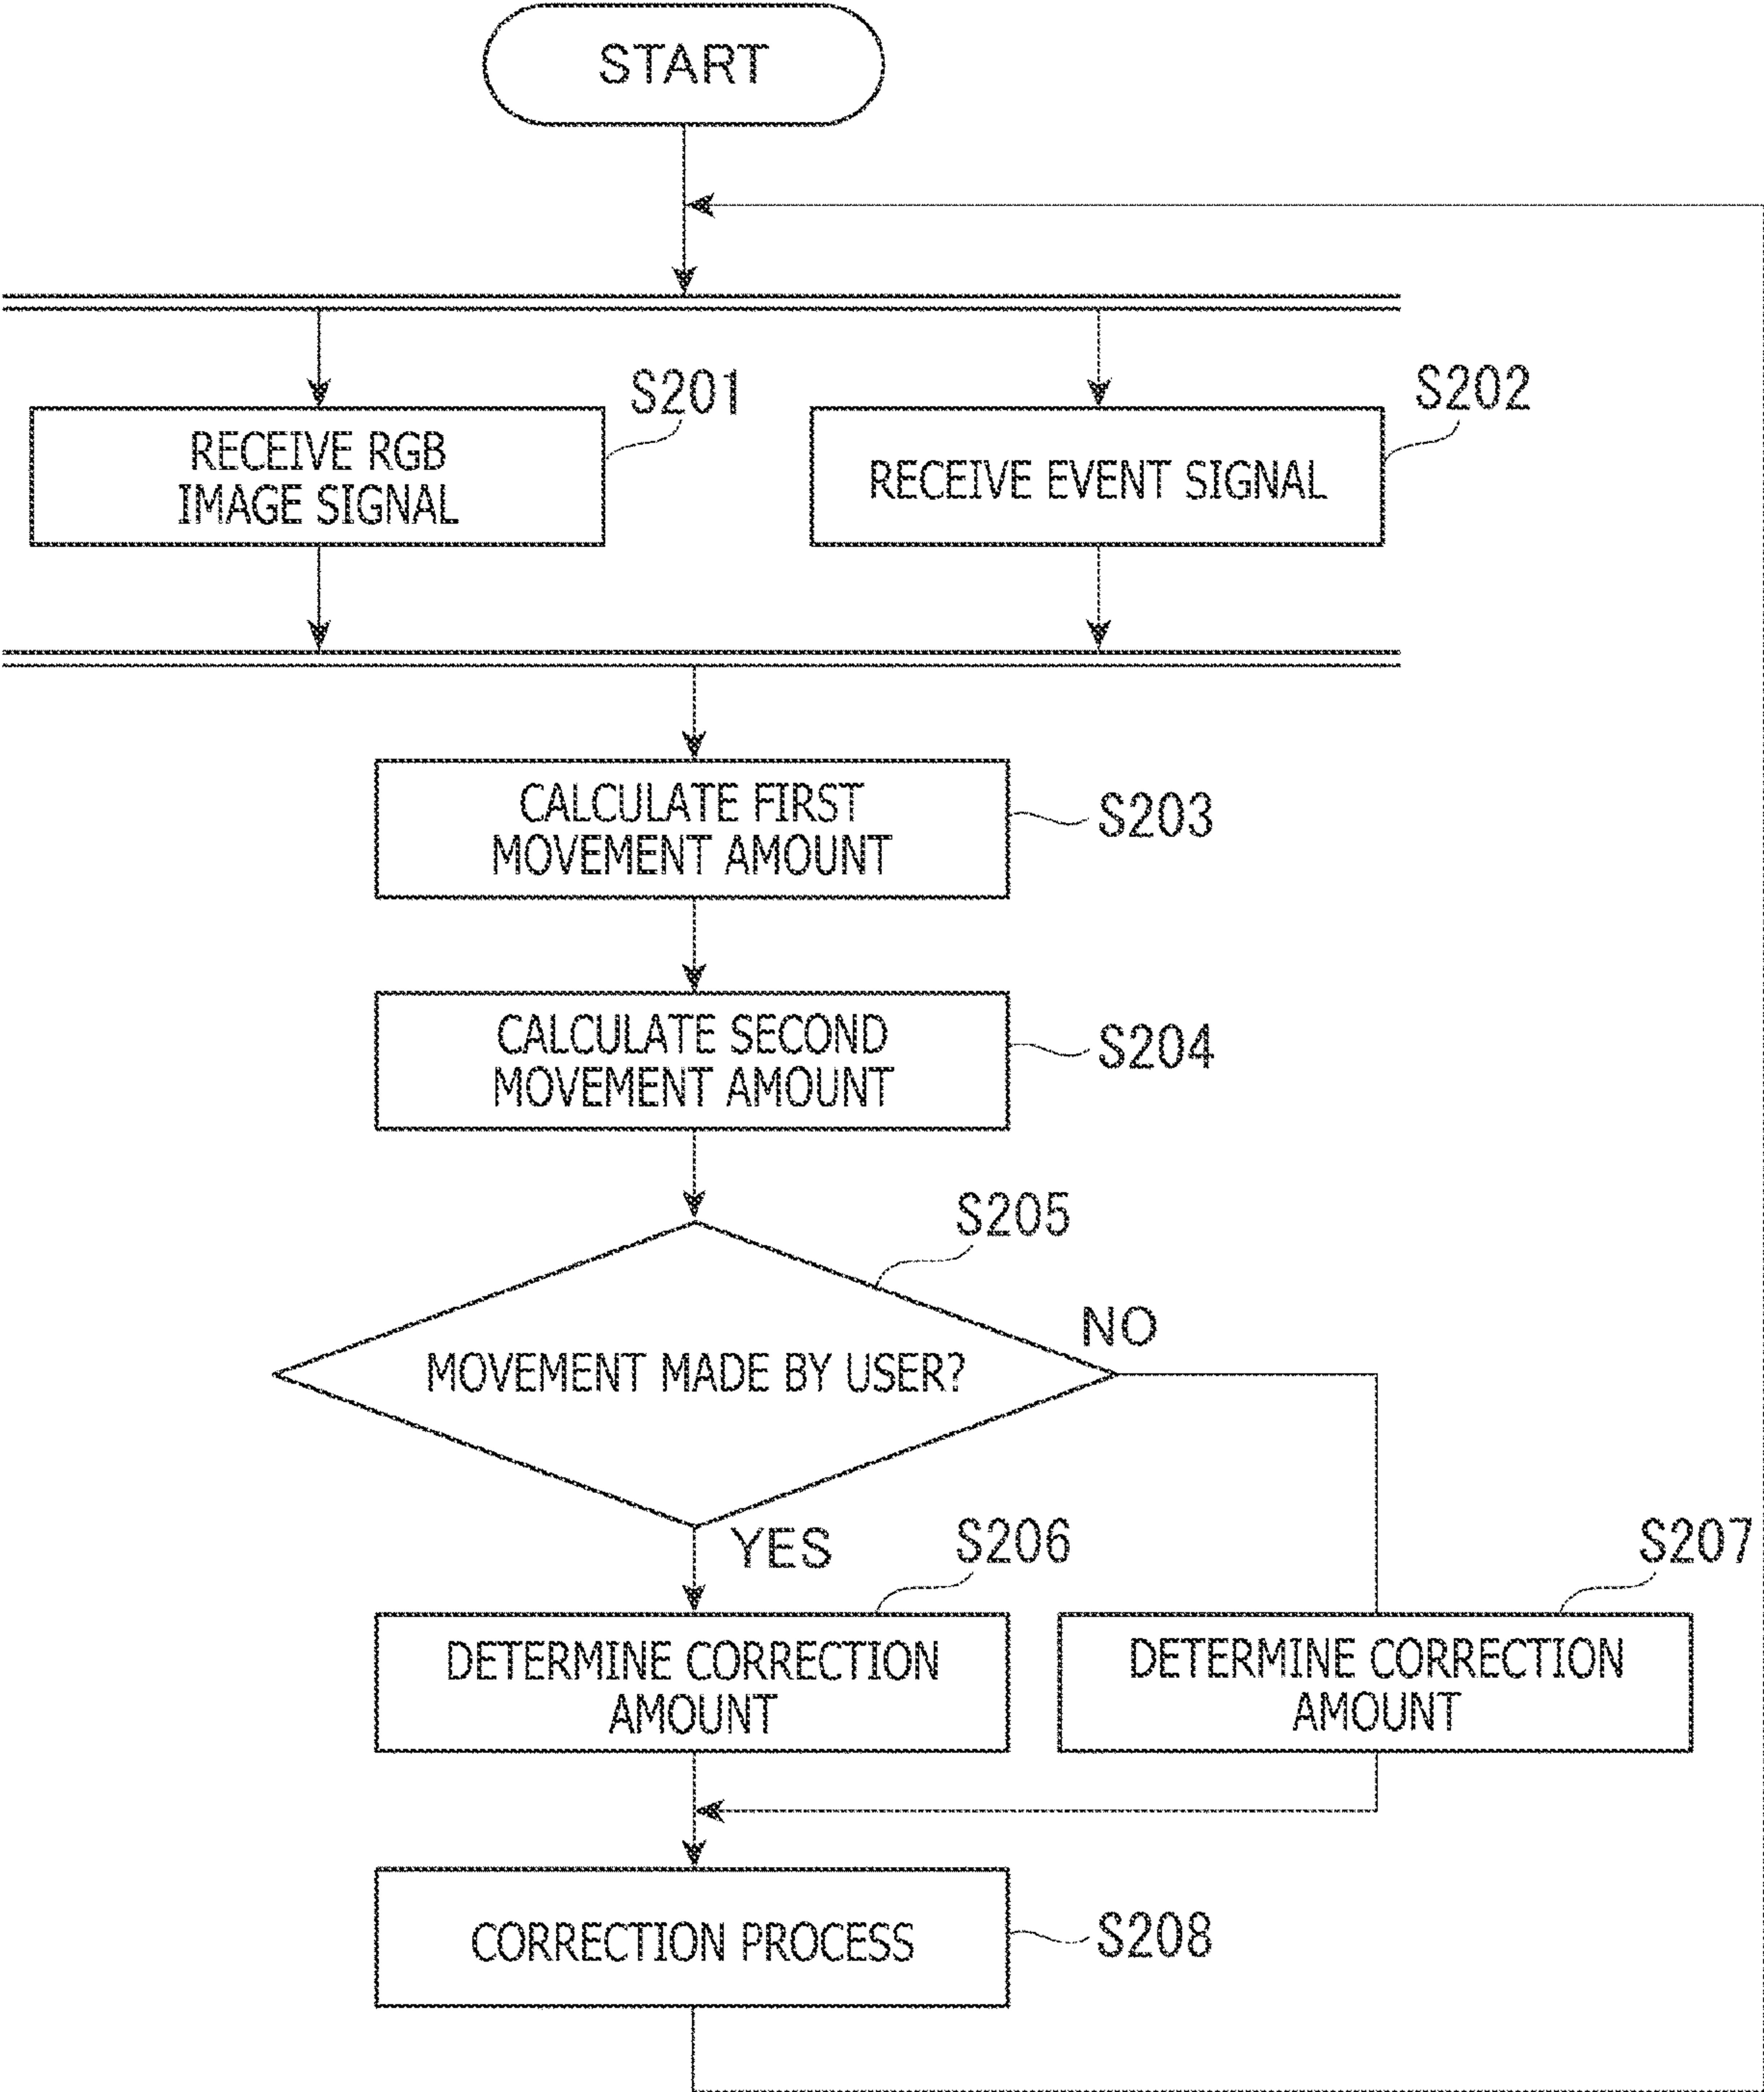 START
S201
S202
RECEIVE RGB
IMAGE SIGNAL
RECEIVE EVENT SIGNAL
CALCULATE FIRST
MOVEMENT AMOUNT
S203
CALCULATE SECOND
MOVEMENT AMOUNT
S204
S205
NO
MOVEMENT MADE BY USER?
YES
S206
S207
DETERMINE CORRECTION
AMOUNT
DETERMINE CORRECTION
AMOUNT
CORRECTION PROCESS
S208